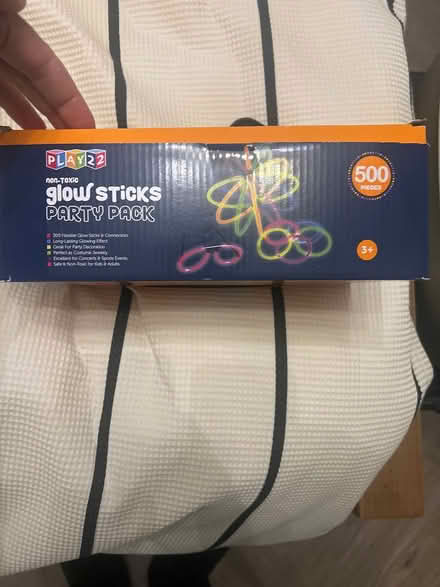 PLAY22
non-toxic
glow STICKS
PARTY PACK
Long-Lasting Glowing Effect
Great For Party Decoration
Perfect as Costume Jewelry
Excellent for Concerts & Sports Events
Safe & Non-Toxic for Kids & Adults
500
PIECES
3+